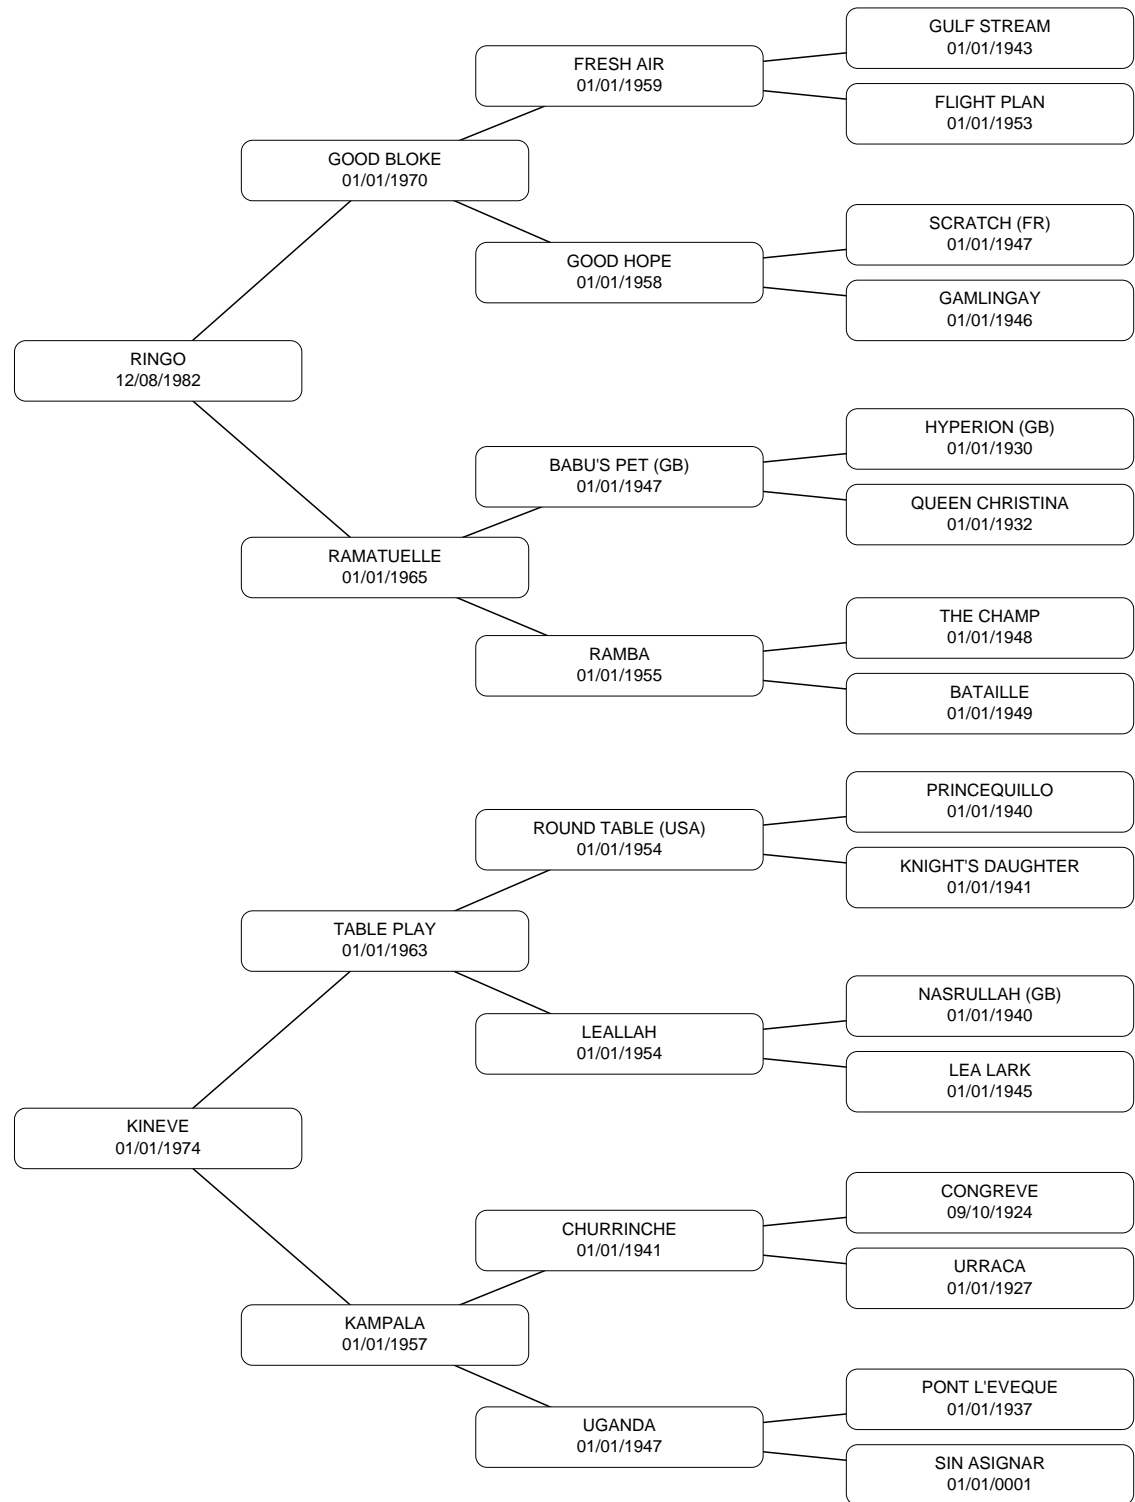 GULF STREAM
01/01/1943
FRESH AIR
01/01/1959
FLIGHT PLAN
01/01/1953
GOOD BLOKE
01/01/1970
SCRATCH (FR)
01/01/1947
GOOD HOPE
01/01/1958
GAMLINGAY
01/01/1946
RINGO
12/08/1982
HYPERION (GB)
01/01/1930
BABU'S PET (GB)
01/01/1947
QUEEN CHRISTINA
01/01/1932
RAMATUELLE
01/01/1965
THE CHAMP
01/01/1948
RAMBA
01/01/1955
BATAILLE
01/01/1949
PRINCEQUILLO
01/01/1940
ROUND TABLE (USA)
01/01/1954
KNIGHT'S DAUGHTER
01/01/1941
TABLE PLAY
01/01/1963
NASRULLAH (GB)
01/01/1940
LEALLAH
01/01/1954
LEA LARK
01/01/1945
KINEVE
01/01/1974
CONGREVE
09/10/1924
CHURRINCHE
01/01/1941
URRACA
01/01/1927
KAMPALA
01/01/1957
PONT L'EVEQUE
01/01/1937
UGANDA
01/01/1947
SIN ASIGNAR
01/01/0001